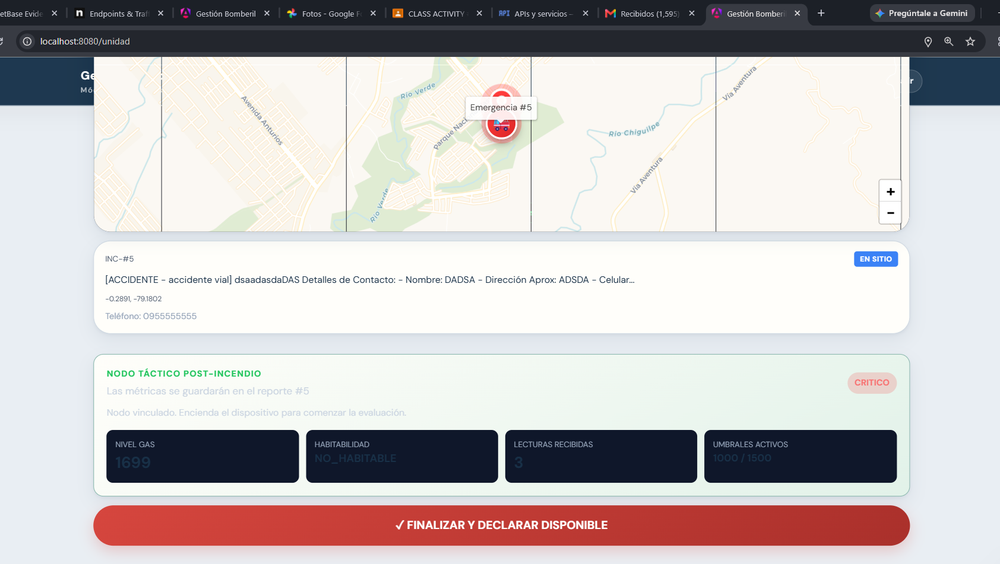 etBase Evide
Endpoints & Traf
Gestión Bomberil
Fotos - Google Fo
CLASS ACTIVITY
APIs y servicios –
Recibidos (1,595)
Gestión Bomberil
Pregúntale a Gemini
localhost:8080/unidad
Ge
Mó
r
Río Verde
Avenida Anturios
Emergencia #5
Parque Nac
Vía Aventura
Río Chiguilpe
Vía Aventura
Río Verde
+
−
INC-#5
EN SITIO
[ACCIDENTE - accidente vial] dsaadasdaDAS Detalles de Contacto: - Nombre: DADSA - Dirección Aprox: ADSDA - Celular...
-0.2891, -79.1802
Teléfono: 0955555555
NODO TÁCTICO POST-INCENDIO
CRITICO
Las métricas se guardarán en el reporte #5
Nodo vinculado. Encienda el dispositivo para comenzar la evaluación.
NIVEL GAS
1699
HABITABILIDAD
NO_HABITABLE
LECTURAS RECIBIDAS
3
UMBRALES ACTIVOS
1000 / 1500
✓ FINALIZAR Y DECLARAR DISPONIBLE